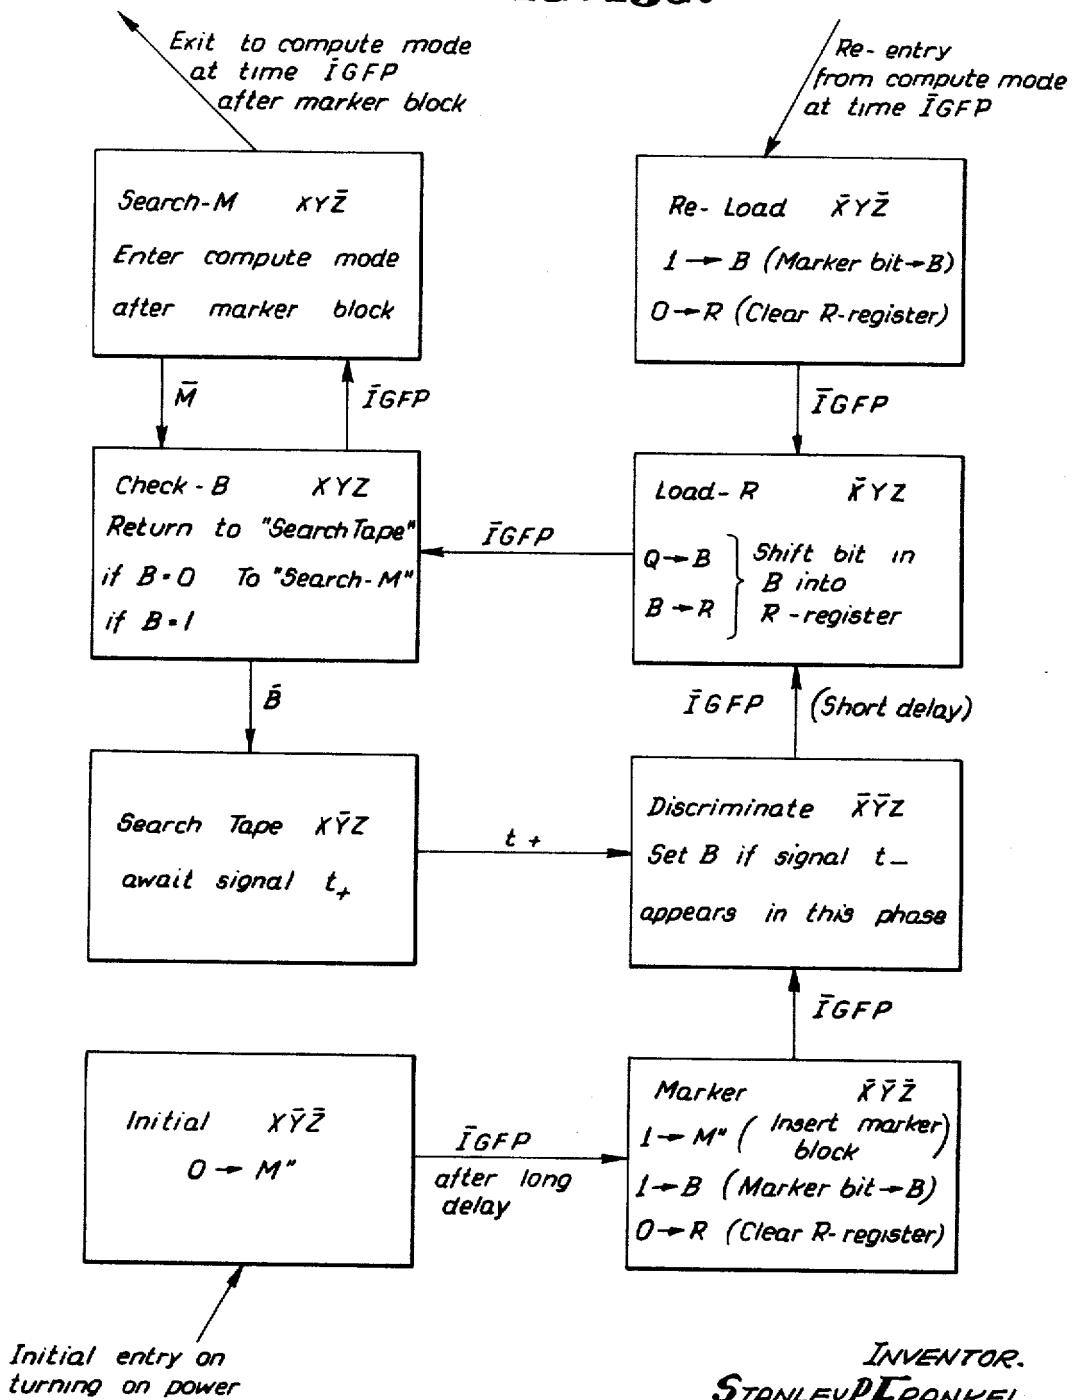 Exit to compute mode
at time ĪGFP
after marker block
Re- entry
from compute mode
at time ĪGFP
Search-M XYZ̄
Enter compute mode
after marker block
Re- Load X̄YZ̄
1→B (Marker bit→B)
0→R (Clear R-register)
M̄
ĪGFP
ĪGFP
Check - B XYZ
Return to "Search Tape"
if B=0 To "Search-M"
if B=1
ĪGFP
Load- R X̄YZ
Q→B
B→R
Shift bit in
B into
R-register
B̄
ĪGFP (Short delay)
Search Tape XȲZ
await signal t₊
t+
Discriminate X̄ȲZ
Set B if signal t_
appears in this phase
ĪGFP
Initial XȲZ̄
0→M"
ĪGFP
after long
delay
Marker X̄ȲZ̄
1→M" (Insert marker
block)
1→B (Marker bit→B)
0→R (Clear R-register)
Initial entry on
turning on power
INVENTOR.